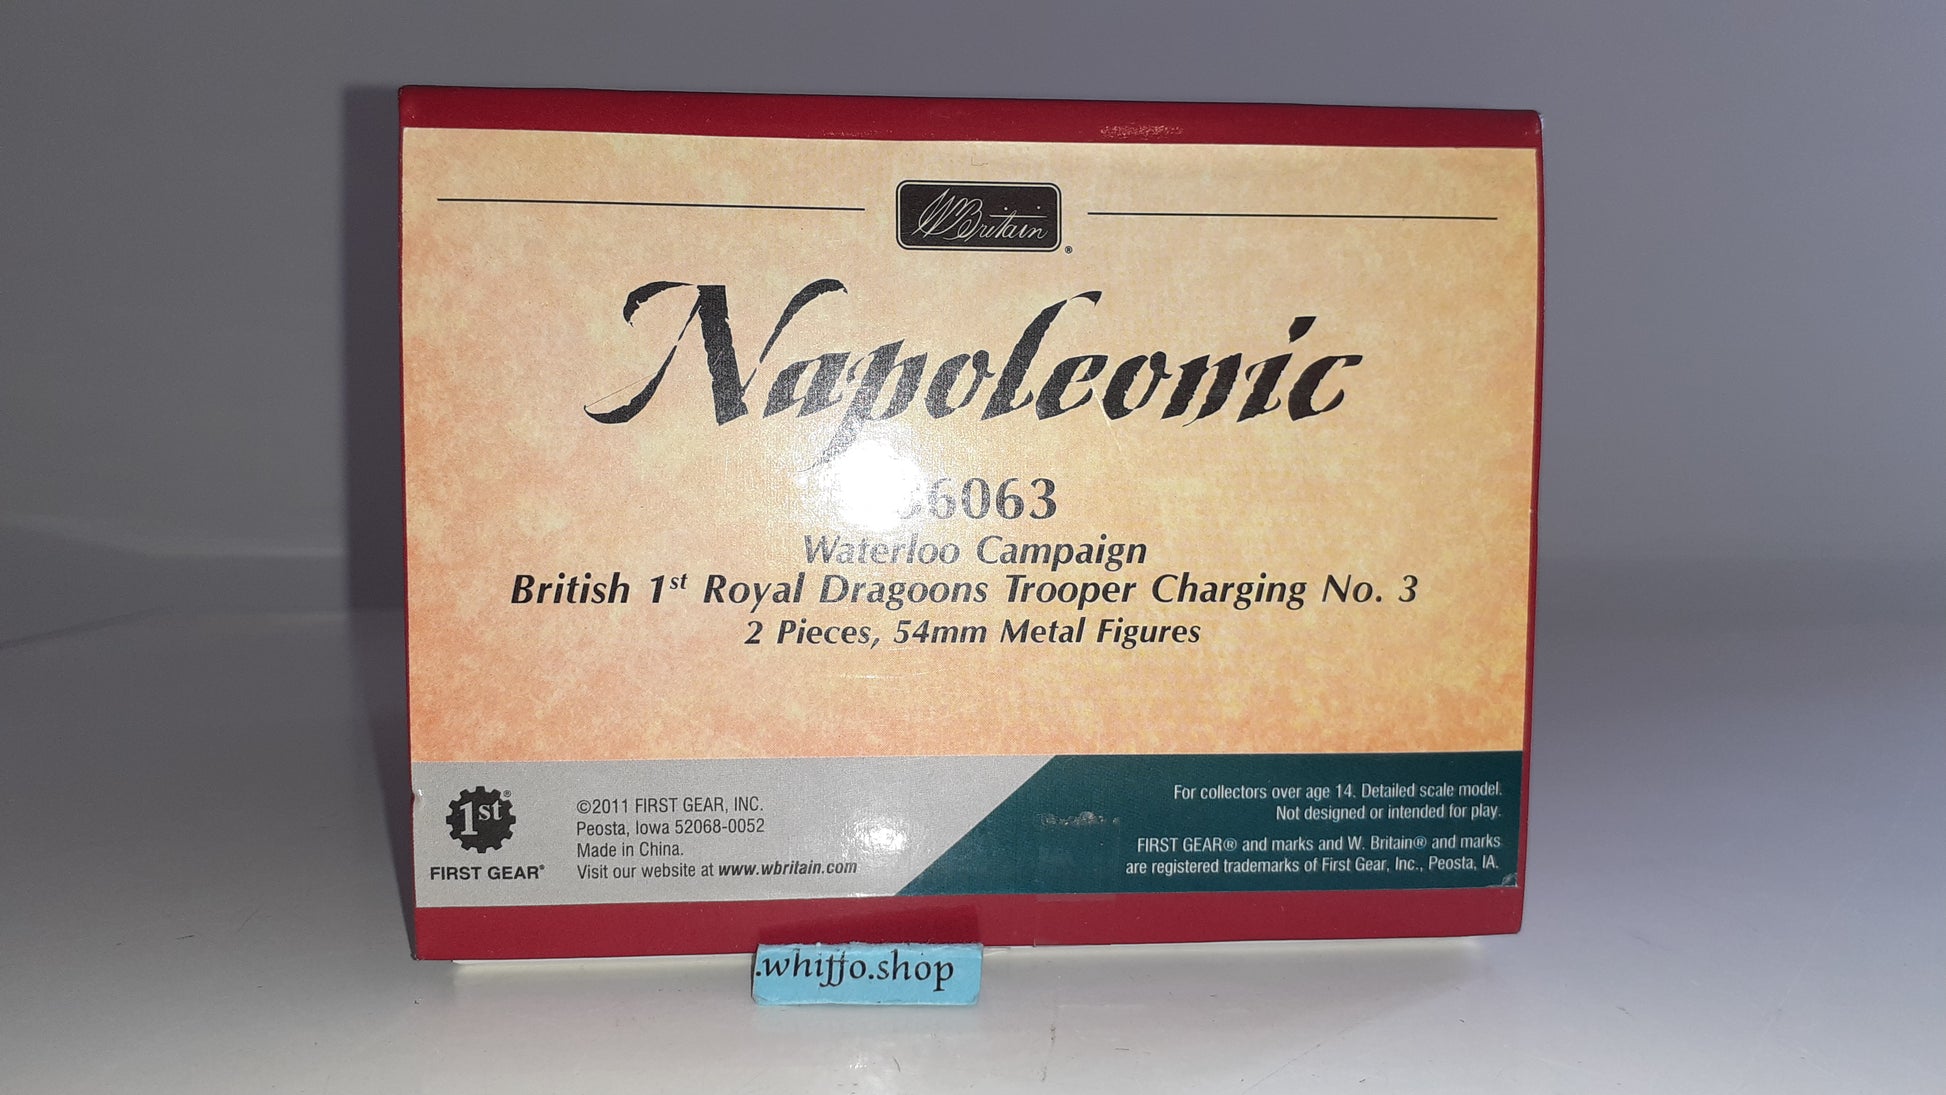 WBritain ®
Napoleonic
6063
Waterloo Campaign
British 1st Royal Dragoons Trooper Charging No. 3
2 Pieces, 54mm Metal Figures
1st ®
FIRST GEAR®
©2011 FIRST GEAR, INC.
Peosta, Iowa 52068-0052
Made in China.
Visit our website at www.wbritain.com
For collectors over age 14. Detailed scale model.
Not designed or intended for play.
FIRST GEAR® and marks and W. Britain® and marks
are registered trademarks of First Gear, Inc., Peosta, IA.
.whiffo.shop